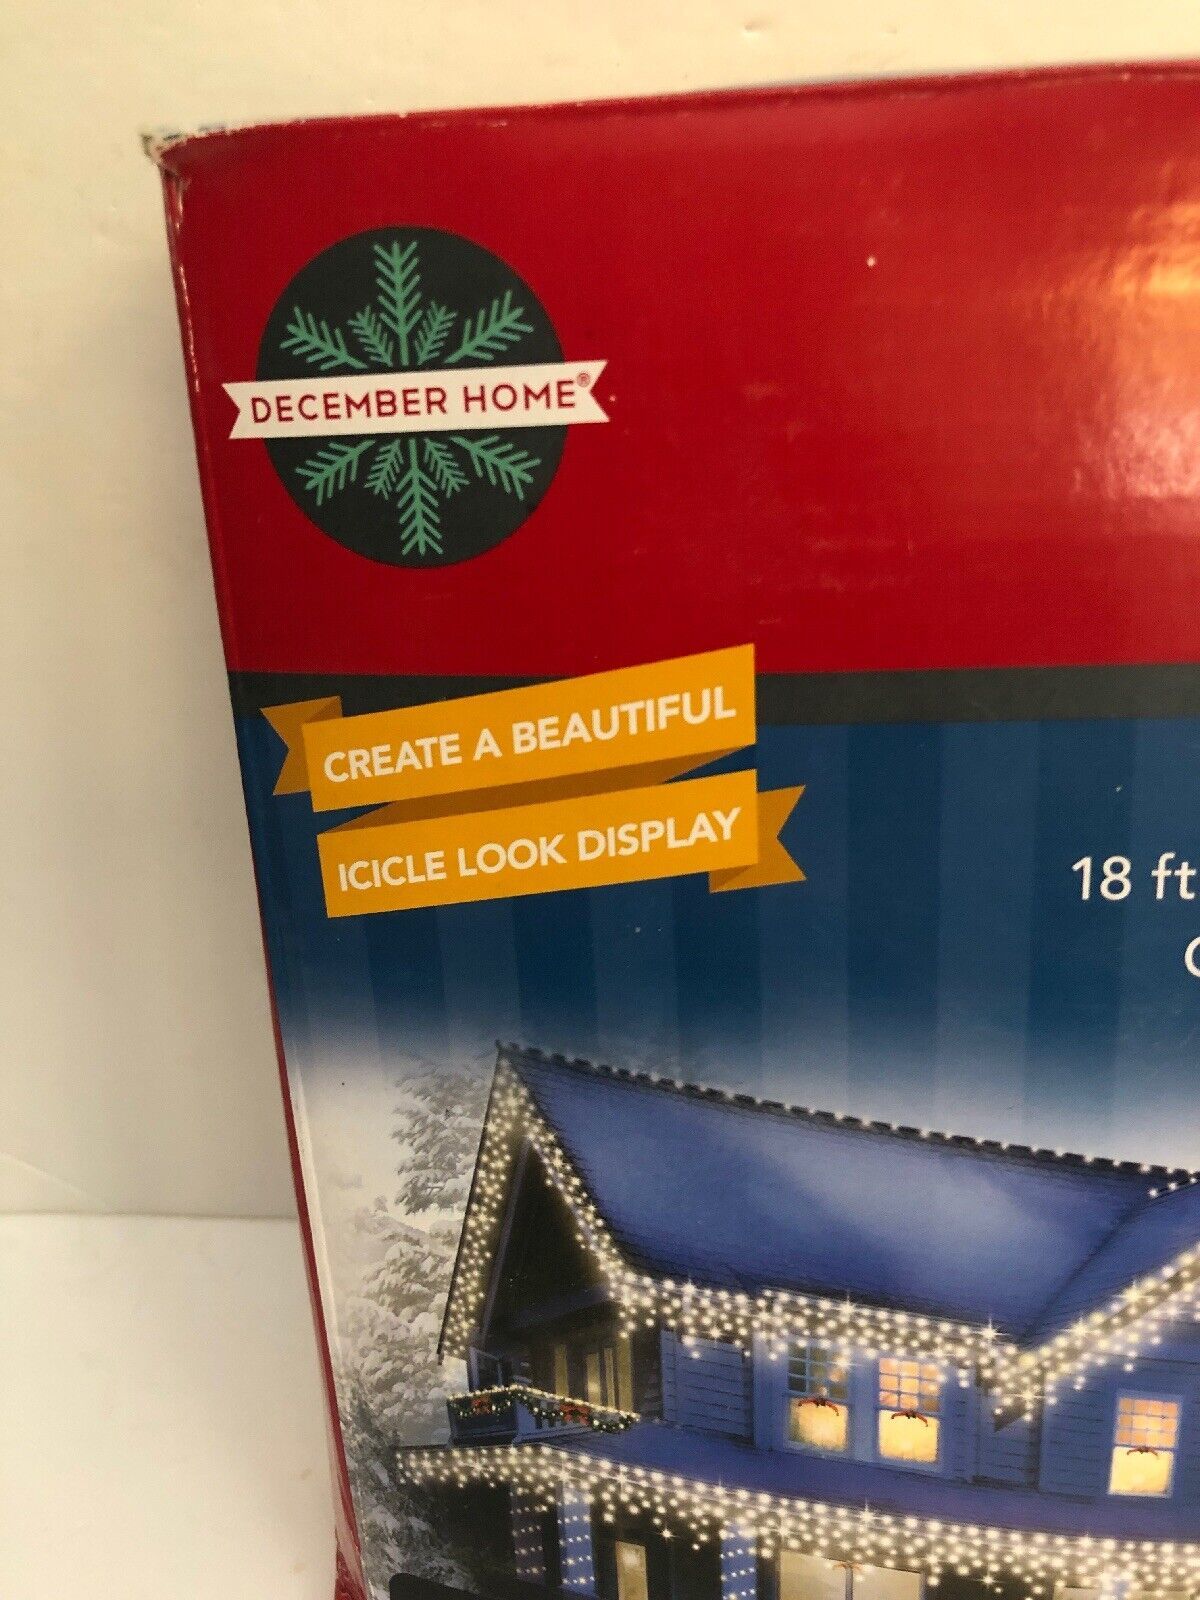 DECEMBER HOME®
CREATE A BEAUTIFUL
ICICLE LOOK DISPLAY
18 ft